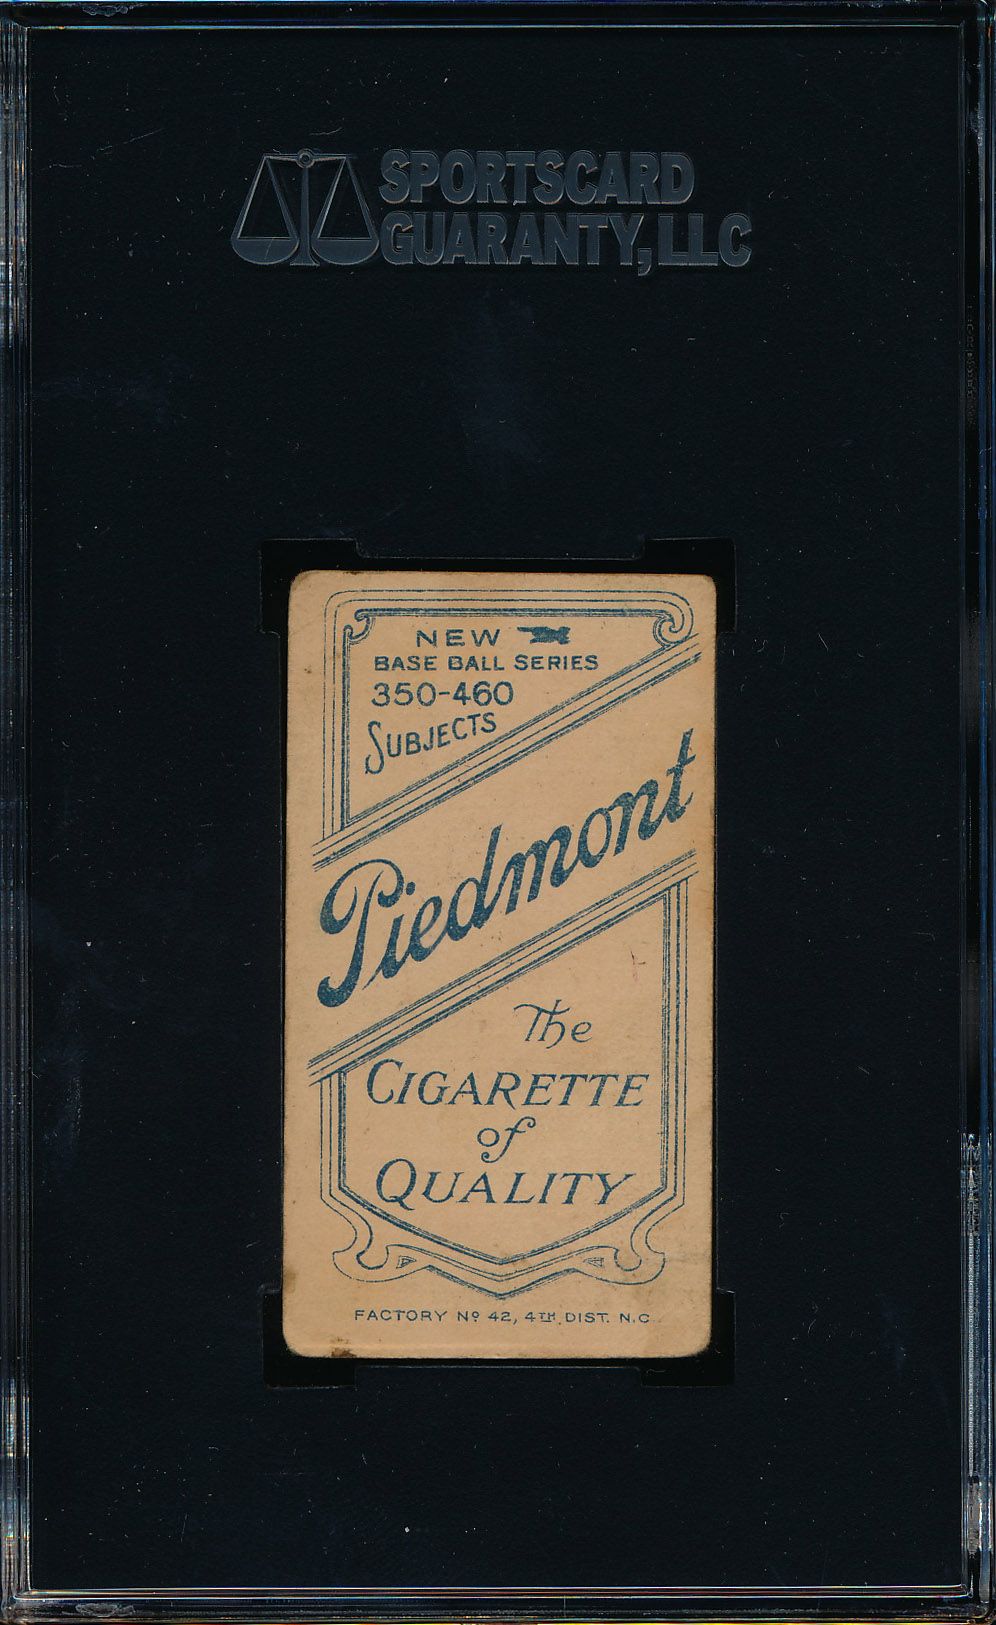 SPORTSCARD
GUARANTY, LLC
NEW
BASE BALL SERIES
350-460
SUBJECTS
Piedmont
The
CIGARETTE
of
QUALITY
FACTORY Nº 42, 4TH. DIST. N.C.